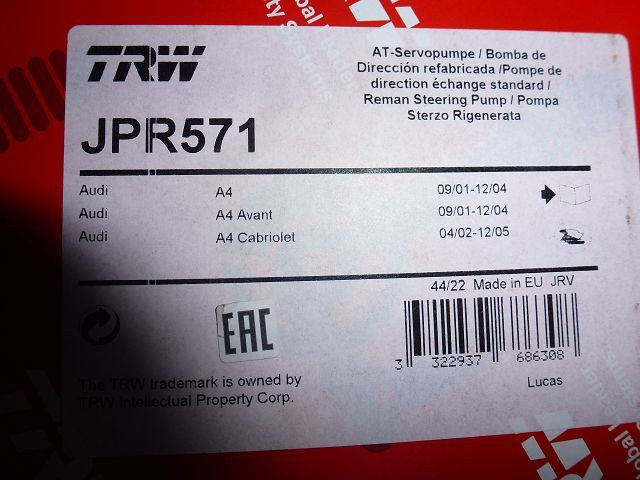 TRW
AT-Servopumpe / Bomba de
Dirección refabricada /Pompe de
direction échange standard /
Reman Steering Pump / Pompa
Sterzo Rigenerata
JPR571
Audi A4 09/01-12/04
Audi A4 Avant 09/01-12/04
Audi A4 Cabriolet 04/02-12/05
44/22 Made in EU JRV
EAC
3 322937 686308
Lucas
The TRW trademark is owned by
TRW Intellectual Property Corp.